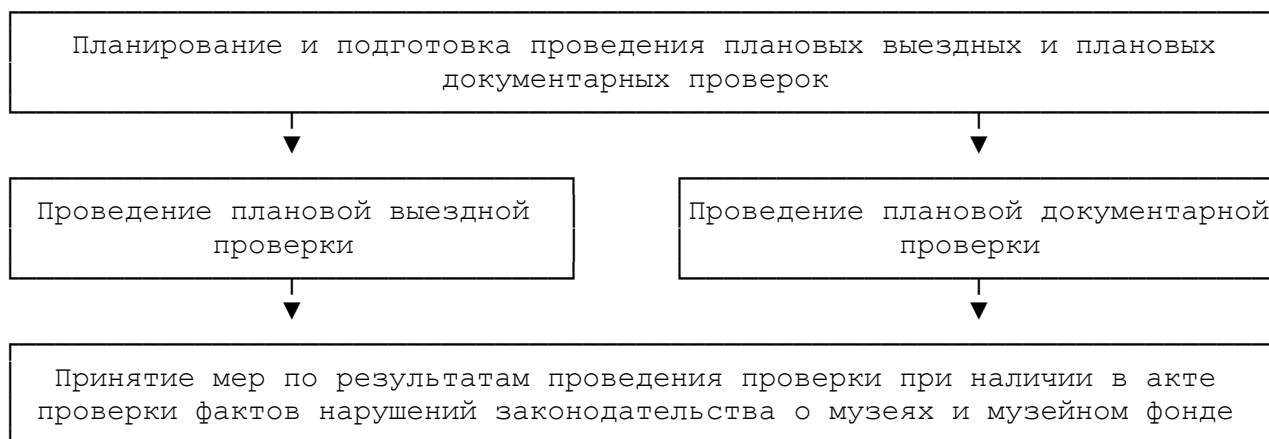 Планирование и подготовка проведения плановых выездных и плановых
документарных проверок
Проведение плановой выездной
проверки
Проведение плановой документарной
проверки
Принятие мер по результатам проведения проверки при наличии в акте
проверки фактов нарушений законодательства о музеях и музейном фонде